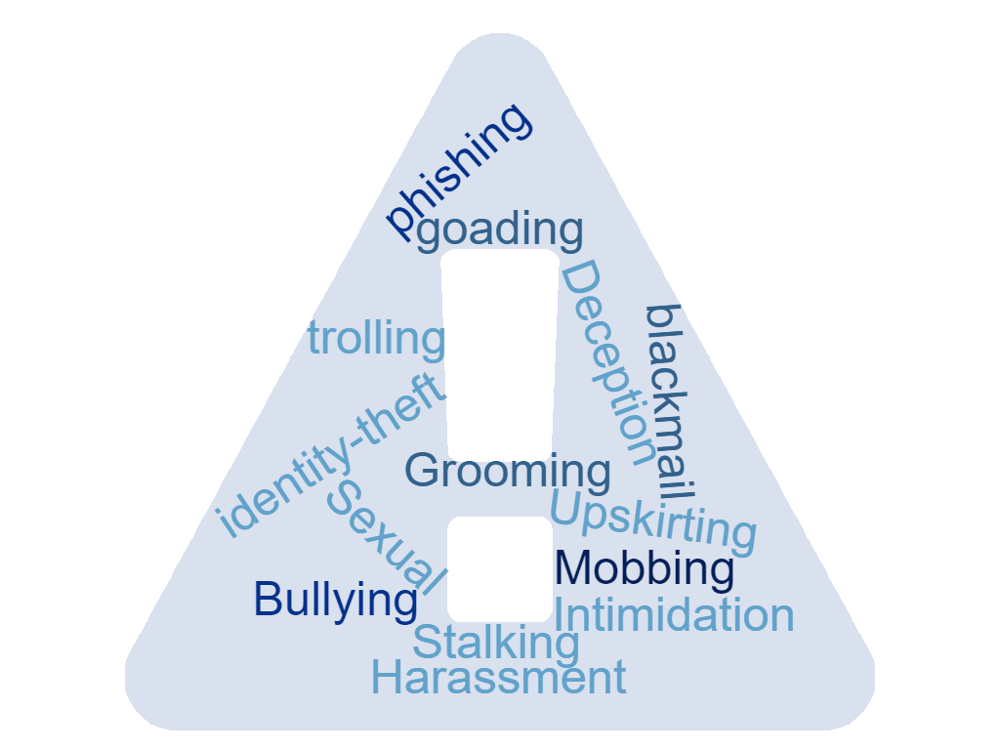 phishing
goading
trolling
Deception
blackmail
identity-theft
Grooming
Sexual
Upskirting
Mobbing
Bullying
Intimidation
Stalking
Harassment